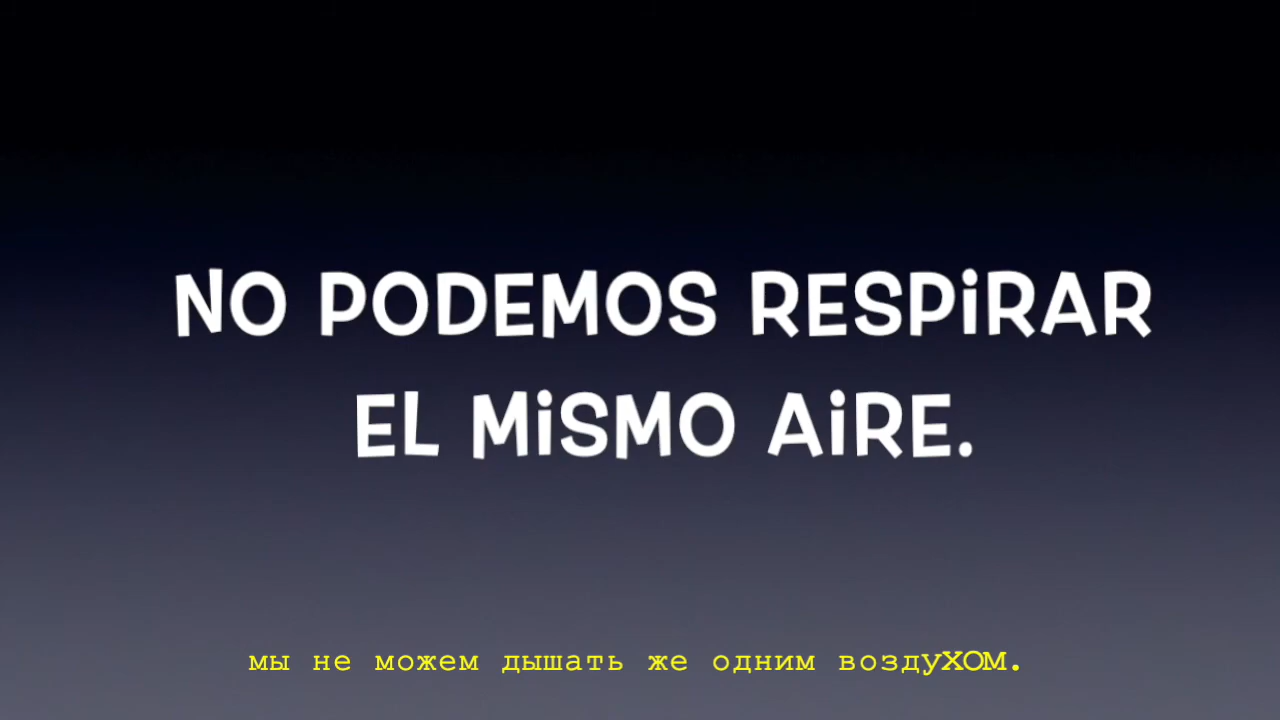 NO PODEMOS RESPiRAR
EL MiSMO AiRE.
мы не можем дышать же одним воздуХОМ.